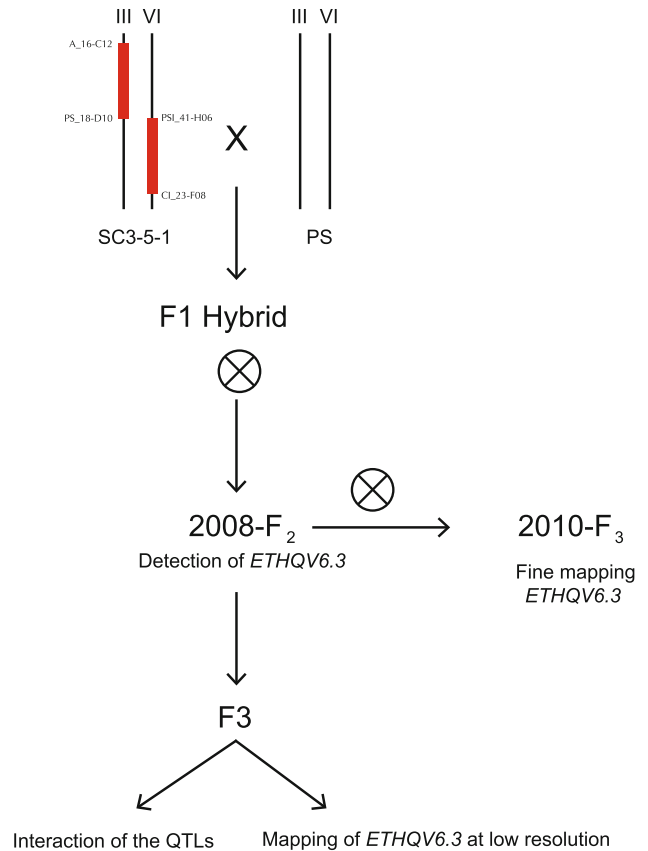 III VI III VI
A_16-C12
PS_18-D10 PSI_41-H06
X
CI_23-F08
SC3-5-1 PS
F1 Hybrid
2008-F2 2010-F3
Detection of ETHQV6.3
Fine mapping
ETHQV6.3
F3
Interaction of the QTLs Mapping of ETHQV6.3 at low resolution